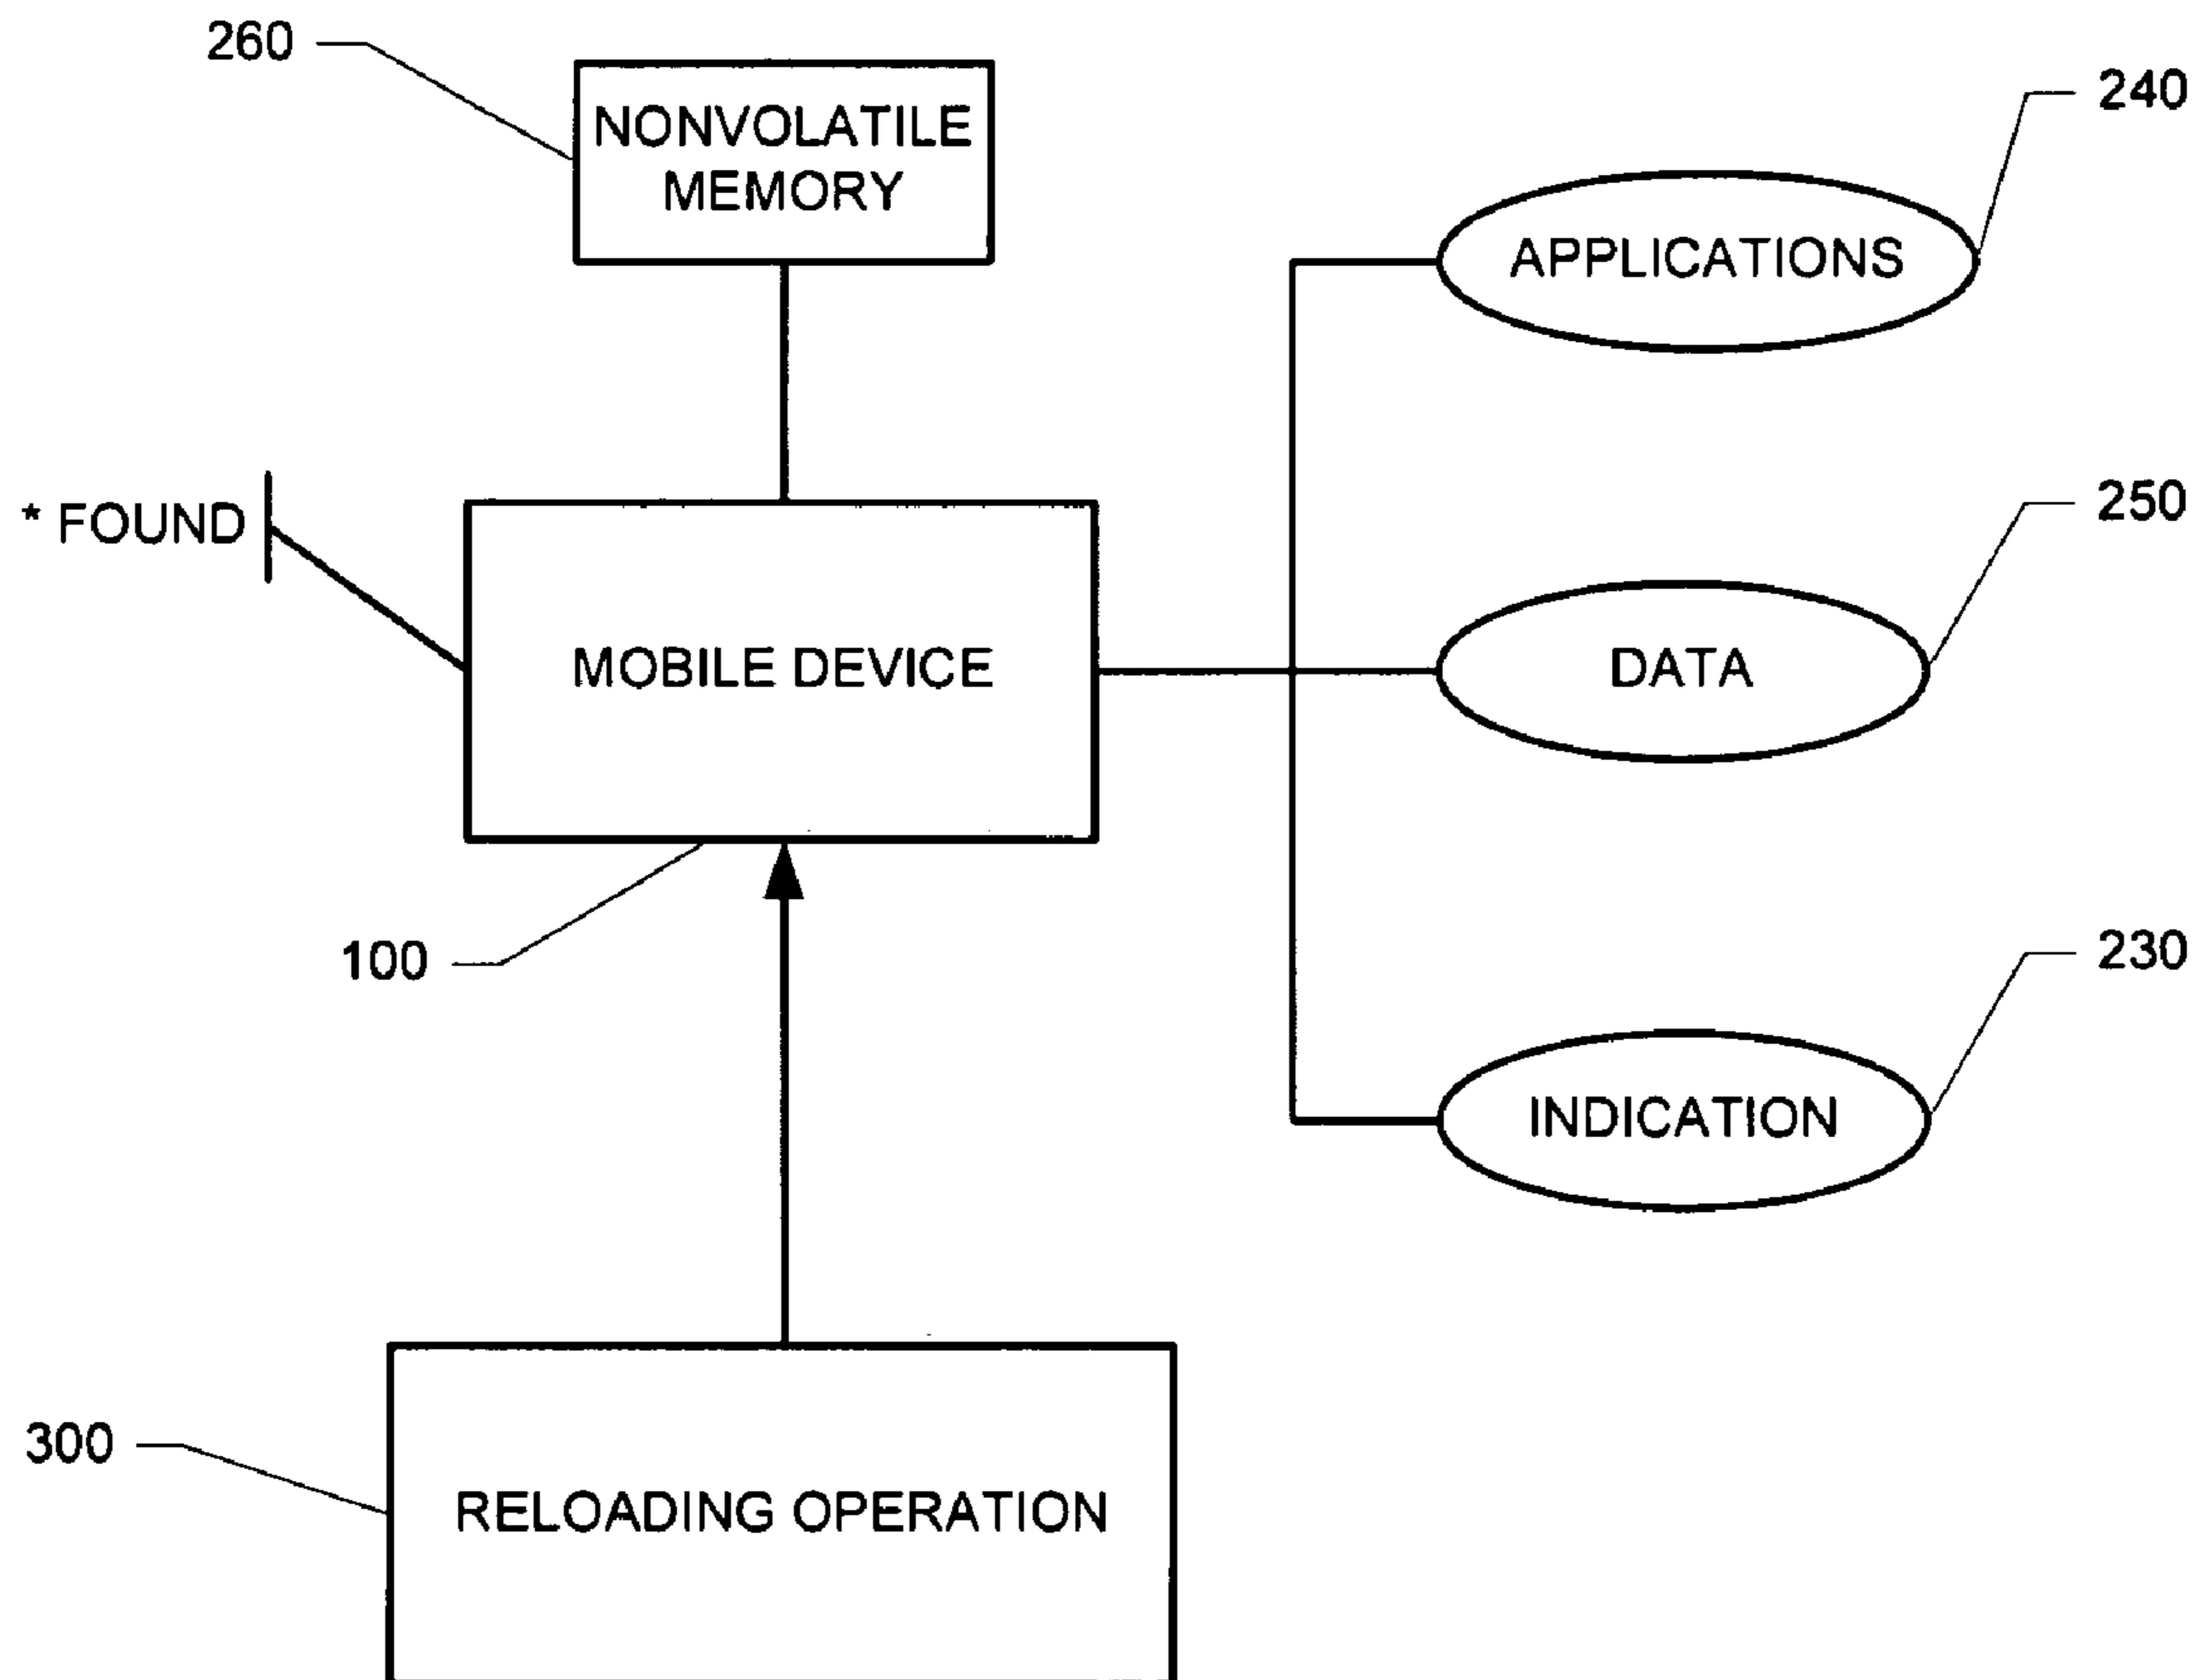 260
NONVOLATILE
MEMORY
240
APPLICATIONS
250
* FOUND
MOBILE DEVICE
DATA
100
230
INDICATION
300
RELOADING OPERATION